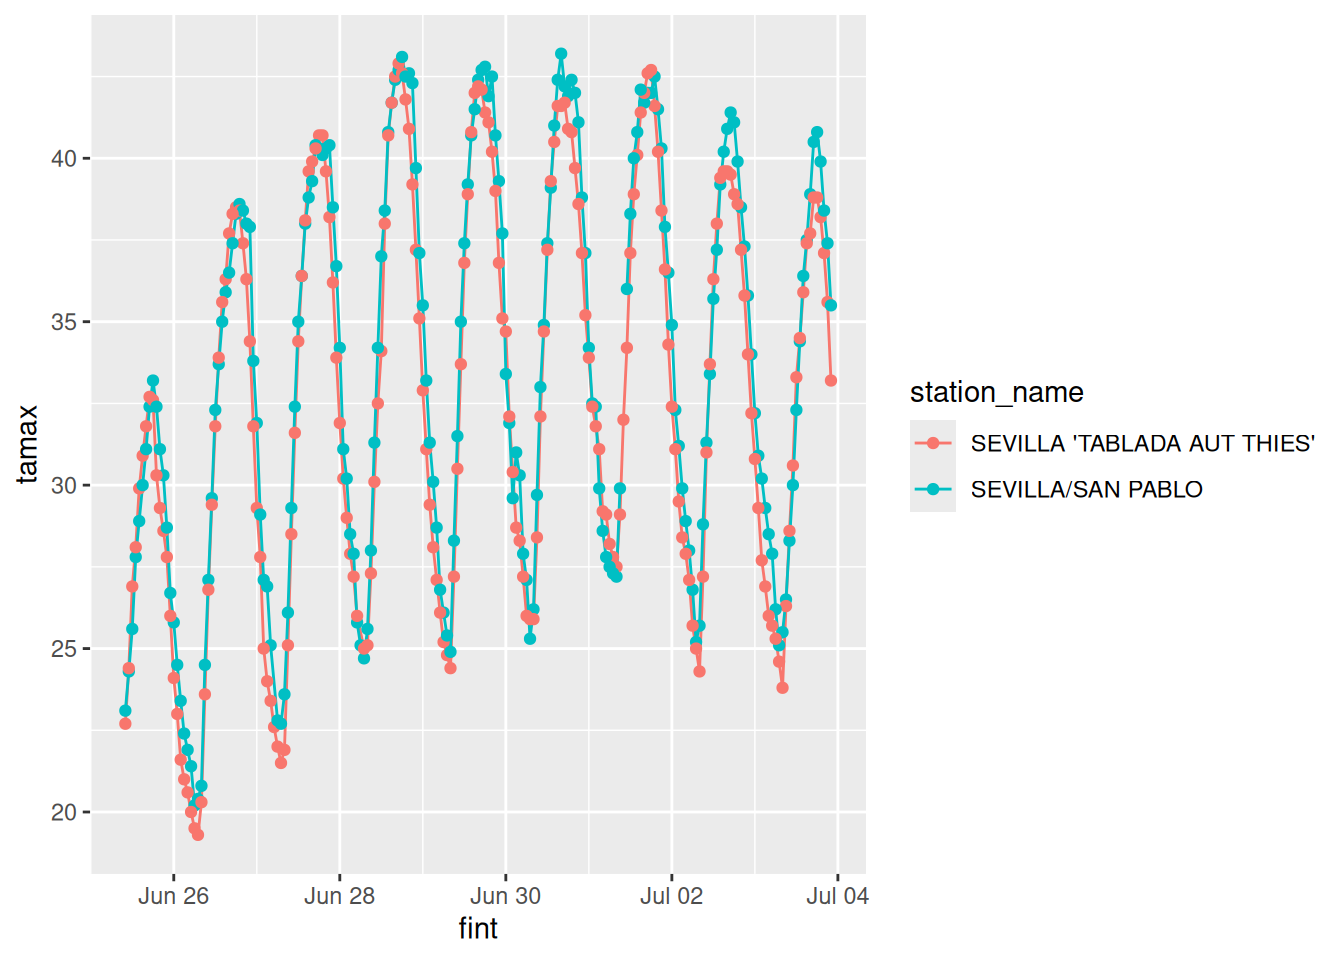 tamax
40
35
30
25
20
Jun 26
Jun 28
Jun 30
Jul 02
Jul 04
fint
station_name
SEVILLA 'TABLADA AUT THIES'
SEVILLA/SAN PABLO